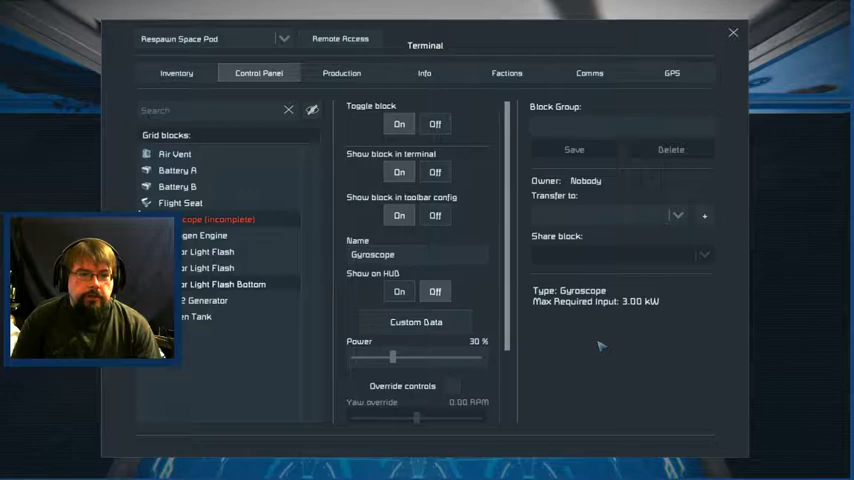 Respawn Space Pod
Remote Access
Terminal
Inventory
Control Panel
Production
Info
Factions
Comms
GPS
Search
Grid blocks:
Air Vent
Battery A
Battery B
Flight Seat
cope (incomplete)
gen Engine
or Light Flash
or Light Flash
or Light Flash Bottom
2 Generator
en Tank
Toggle block
On Off
Show block in terminal
On Off
Show block in toolbar config
On Off
Name
Gyroscope
Show on HUD
On Off
Custom Data
Power 30 %
Override controls
Yaw override 0.00 RPM
Block Group:
Save Delete
Owner: Nobody
Transfer to:
+
Share block:
Type: Gyroscope
Max Required Input: 3.00 kW